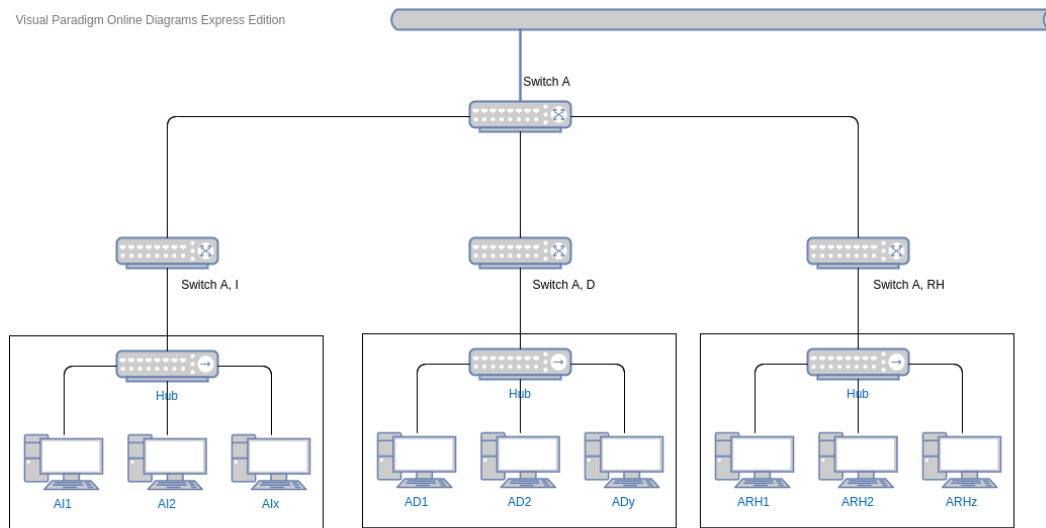 Visual Paradigm Online Diagrams Express Edition
Switch A
Switch A, I
Switch A, D
Switch A, RH
Hub
Hub
Hub
AI1
AI2
AIx
AD1
AD2
ADy
ARH1
ARH2
ARHz